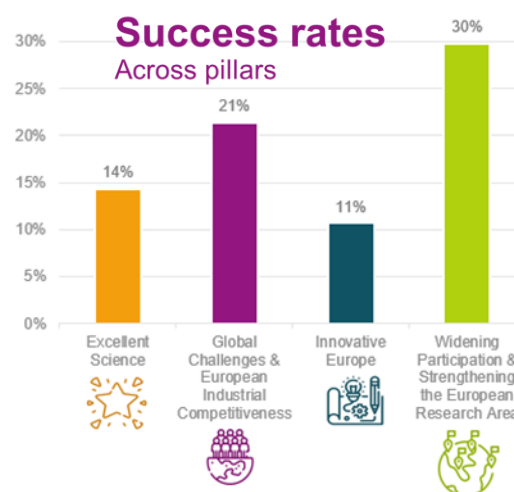 Success rates
Across pillars
30%
25%
20%
15%
10%
5%
0%
14%
21%
11%
30%
Excellent
Science
Global
Challenges &
European
Industrial
Competitiveness
Innovative
Europe
Widening
Participation &
Strengthening
the European
Research Area